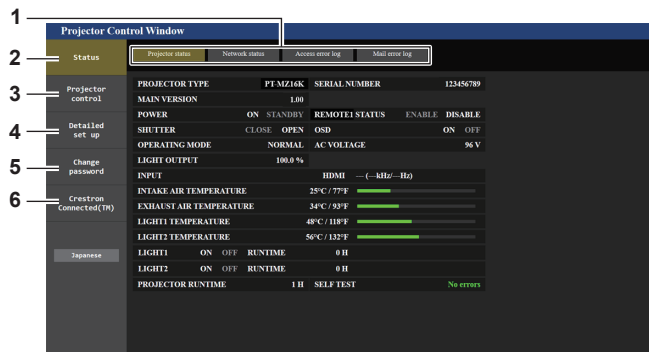 1
Projector Control Window
2
Status
Projector status Network status Access error log Mail error log
3
Projector
control
4
Detailed
set up
5
Change
password
6
Crestron
Connected(TM)
Japanese
PROJECTOR TYPE PT-MZ16K SERIAL NUMBER 123456789
MAIN VERSION 1.00
POWER ON STANDBY REMOTE1 STATUS ENABLE DISABLE
SHUTTER CLOSE OPEN OSD ON OFF
OPERATING MODE NORMAL AC VOLTAGE 96 V
LIGHT OUTPUT 100.0 %
INPUT HDMI —(—kHz/—Hz)
INTAKE AIR TEMPERATURE 25°C / 77°F
EXHAUST AIR TEMPERATURE 34°C / 93°F
LIGHT1 TEMPERATURE 48°C / 118°F
LIGHT2 TEMPERATURE 56°C / 132°F
LIGHT1 ON OFF RUNTIME 0 H
LIGHT2 ON OFF RUNTIME 0 H
PROJECTOR RUNTIME 1 H SELF TEST No errors